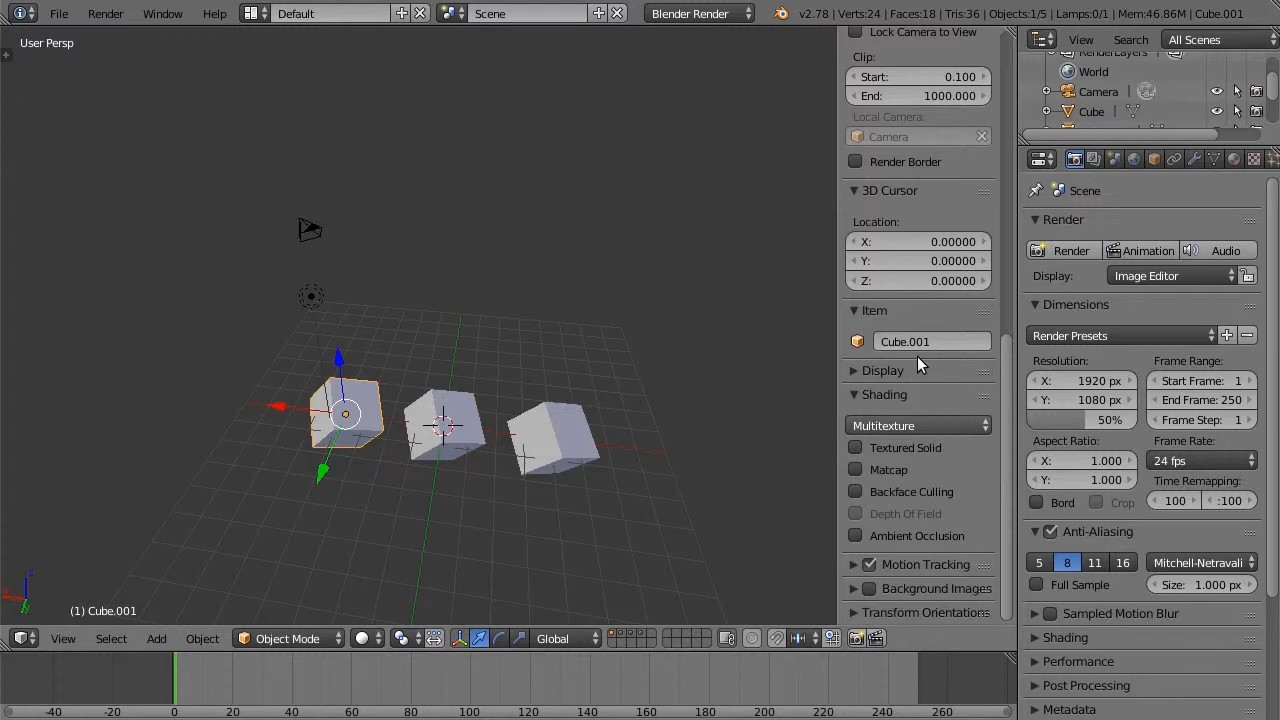 File Render Window Help Default Scene Blender Render v2.78 | Verts:24 | Faces:18 | Tris:36 | Objects:1/5 | Lamps:0/1 | Mem:46.86M | Cube.001
User Persp
Lock Camera to View
Clip:
Start: 0.100
End: 1000.000
Local Camera:
Camera
Render Border
3D Cursor
Location:
X: 0.00000
Y: 0.00000
Z: 0.00000
Item
Cube.001
Display
Shading
Multitexture
Textured Solid
Matcap
Backface Culling
Depth Of Field
Ambient Occlusion
Motion Tracking
Background Images
Transform Orientations
(1) Cube.001
View Select Add Object Object Mode Global
-40 -20 0 20 40 60 80 100 120 140 160 180 200 220 240 260
View Search All Scenes
RenderLayers
World
Camera
Cube
Scene
Render
Render Animation Audio
Display: Image Editor
Dimensions
Render Presets
Resolution: Frame Range:
X: 1920 px Start Frame: 1
Y: 1080 px End Frame: 250
50% Frame Step: 1
Aspect Ratio: Frame Rate:
X: 1.000 24 fps
Y: 1.000 Time Remapping:
Bord Crop 100 :100
Anti-Aliasing
5 8 11 16 Mitchell-Netravali
Full Sample Size: 1.000 px
Sampled Motion Blur
Shading
Performance
Post Processing
Metadata